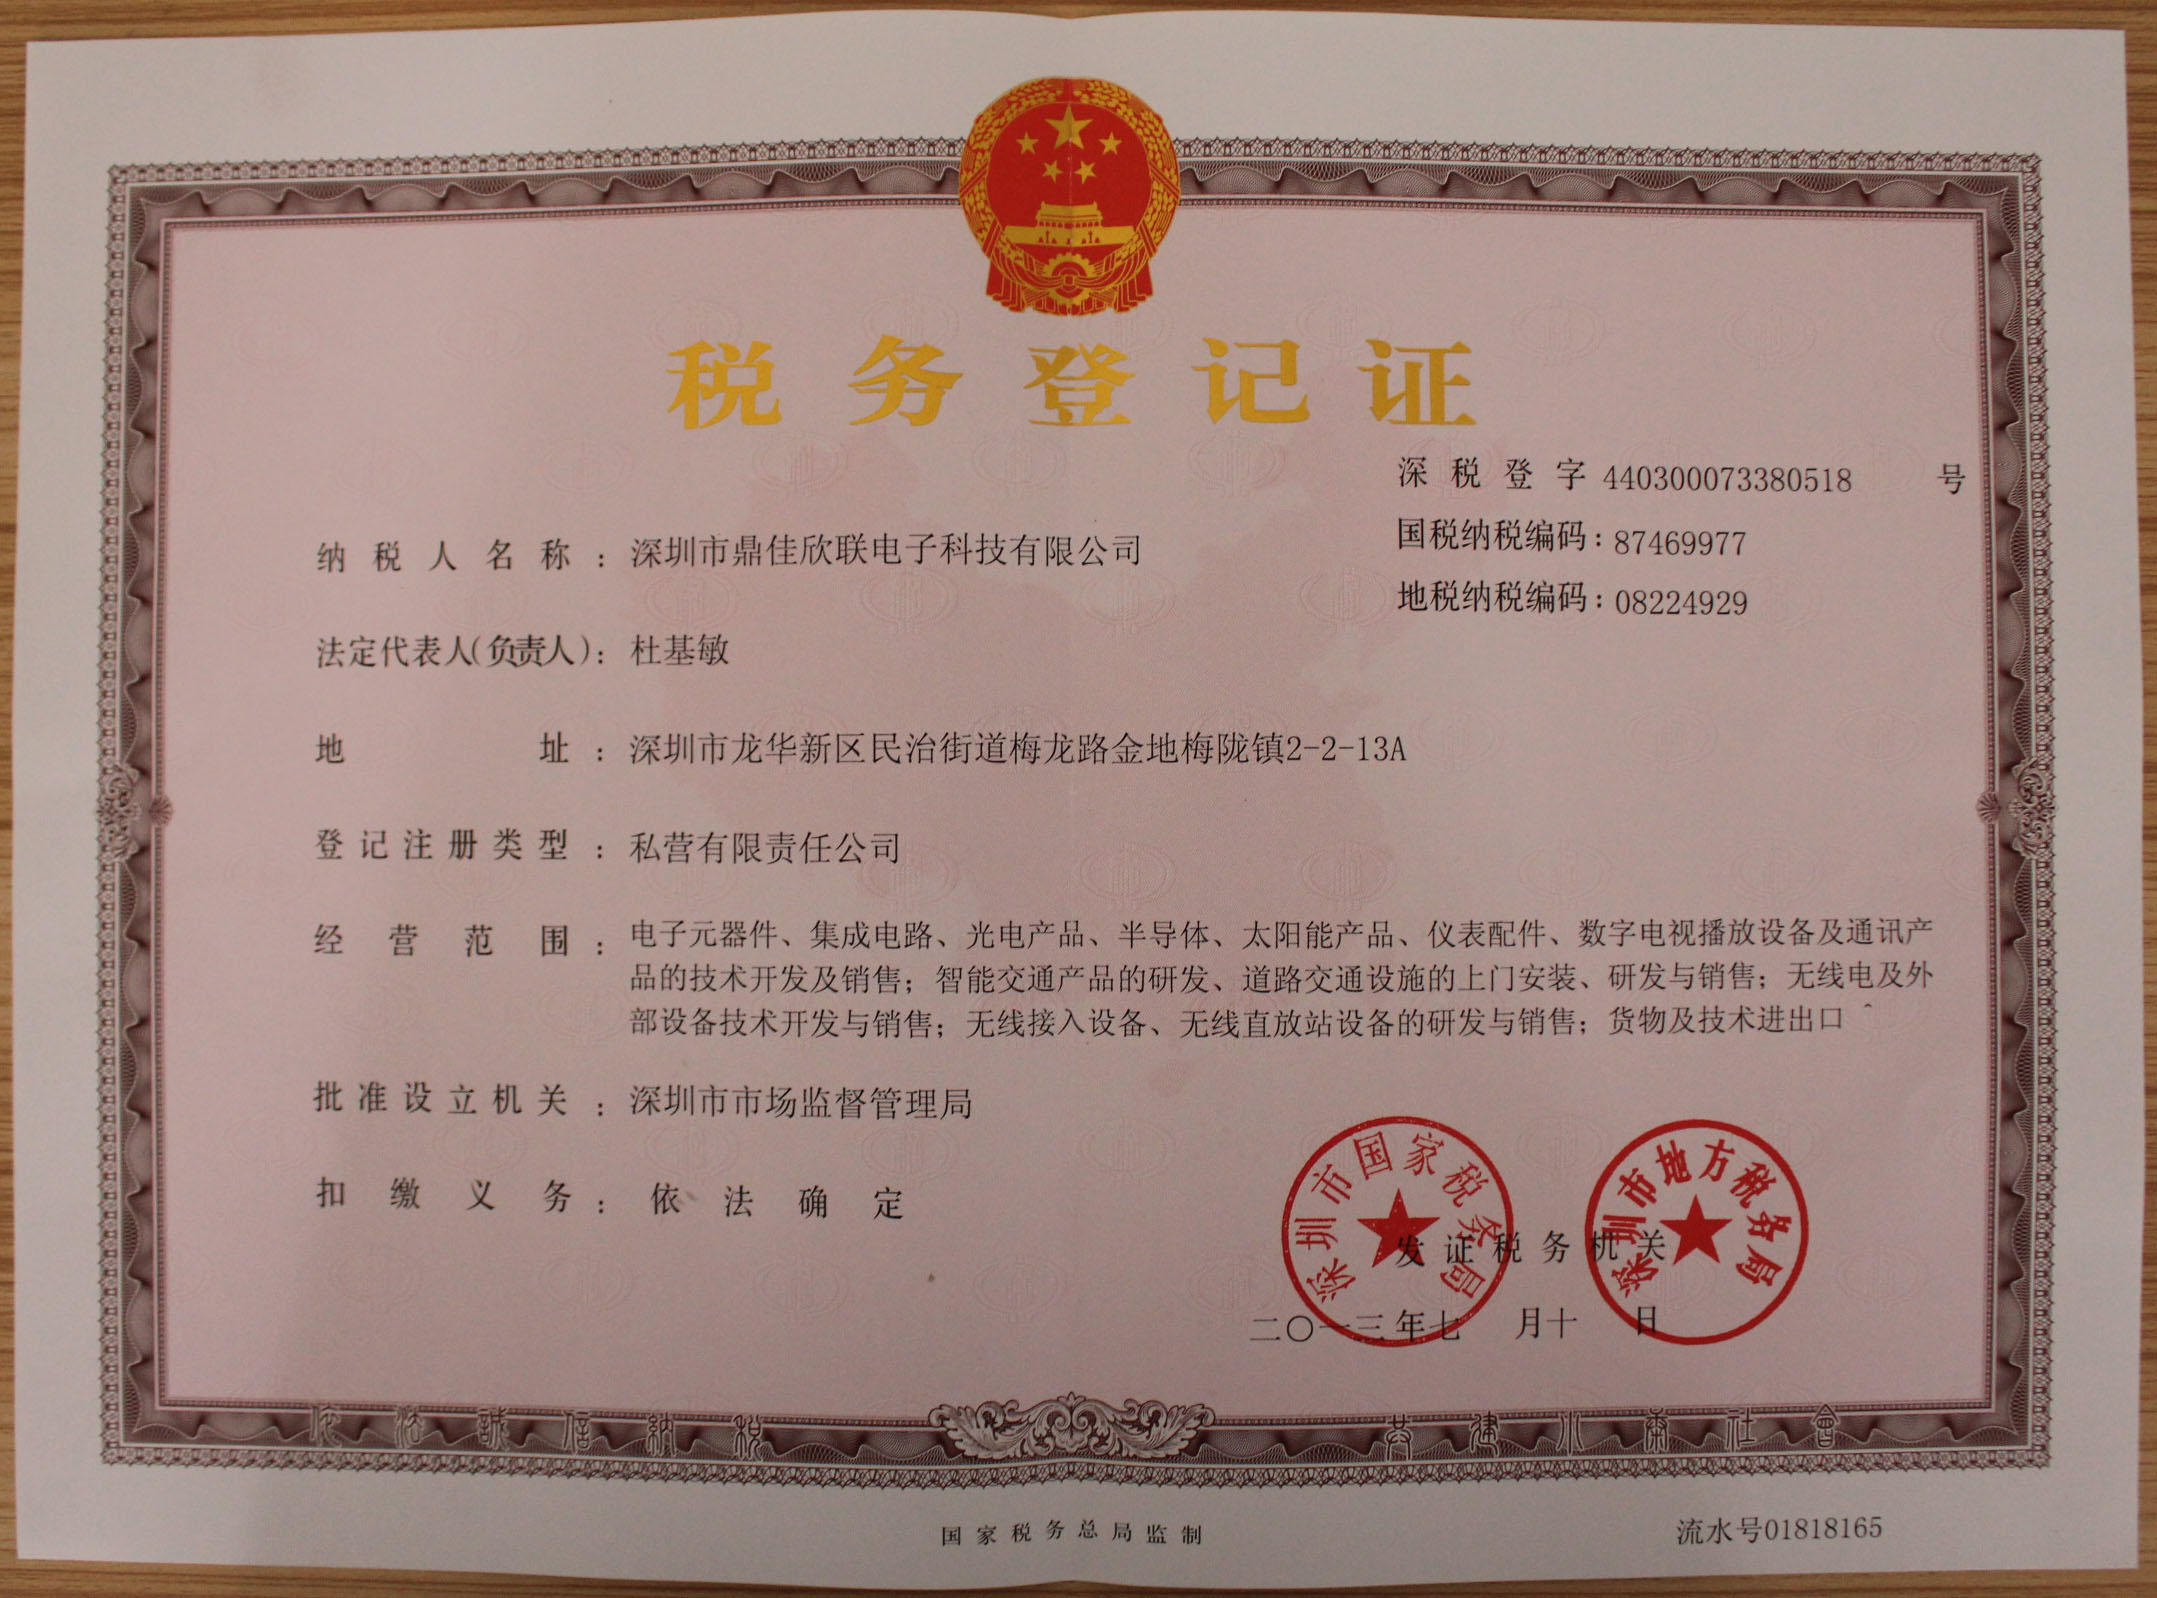 税务登记证
深税登字 440300073380518 号
国税纳税编码：87469977
地税纳税编码：08224929
纳税人名称：深圳市鼎佳欣联电子科技有限公司
法定代表人(负责人)：杜基敏
地址：深圳市龙华新区民治街道梅龙路金地梅陇镇2-2-13A
登记注册类型：私营有限责任公司
经营范围：电子元器件、集成电路、光电产品、半导体、太阳能产品、仪表配件、数字电视播放设备及通讯产
品的技术开发及销售；智能交通产品的研发、道路交通设施的上门安装、研发与销售；无线电及外
部设备技术开发与销售；无线接入设备、无线直放站设备的研发与销售；货物及技术进出口
批准设立机关：深圳市市场监督管理局
扣缴义务：依法确定
深圳市国家税务局
深圳市地方税务局
发证税务机关
二〇一三年七月十日
依法誠信納税
共建小康社會
国家税务总局监制
流水号01818165